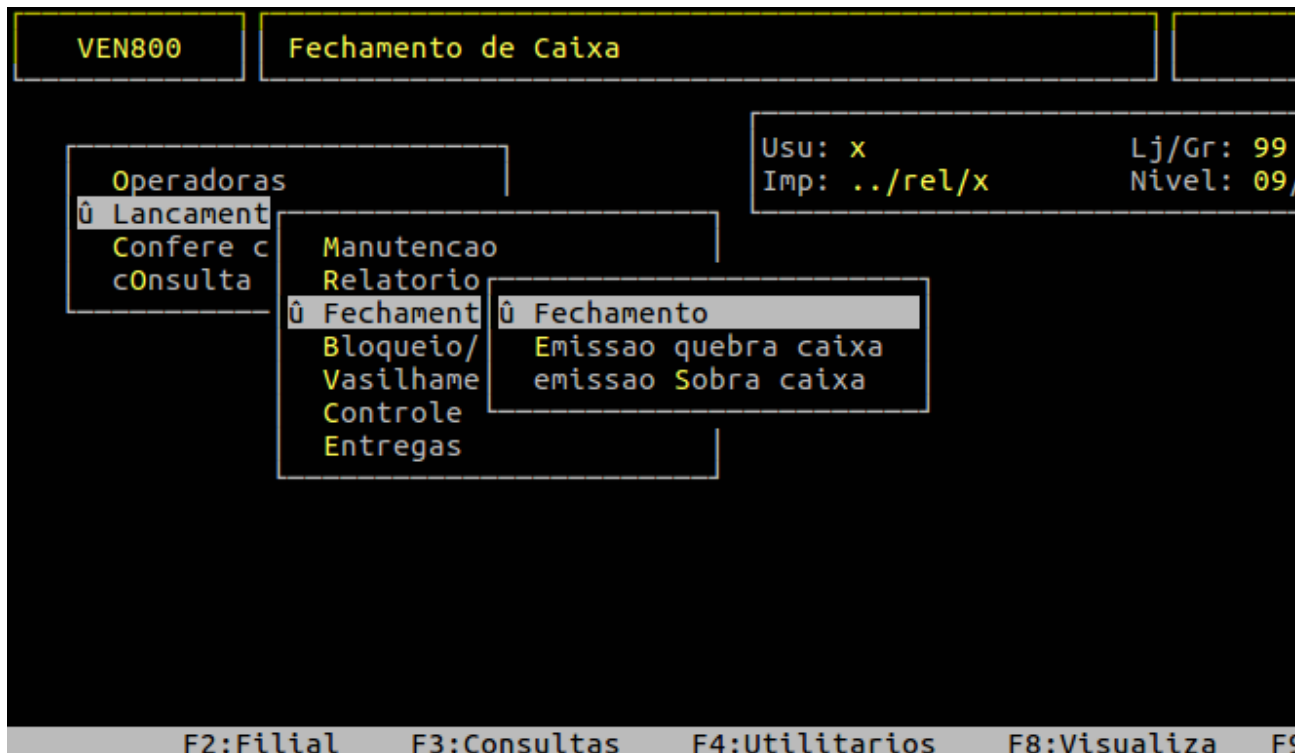 VEN800 Fechamento de Caixa
Usu: x Lj/Gr: 99
Imp: ../rel/x Nivel: 09/
Operadoras
û Lancament
Confere c
cOnsulta
Manutencao
Relatorio
û Fechament
Bloqueio/
Vasilhame
Controle
Entregas
û Fechamento
Emissao quebra caixa
emissao Sobra caixa
F2:Filial F3:Consultas F4:Utilitarios F8:Visualiza F9